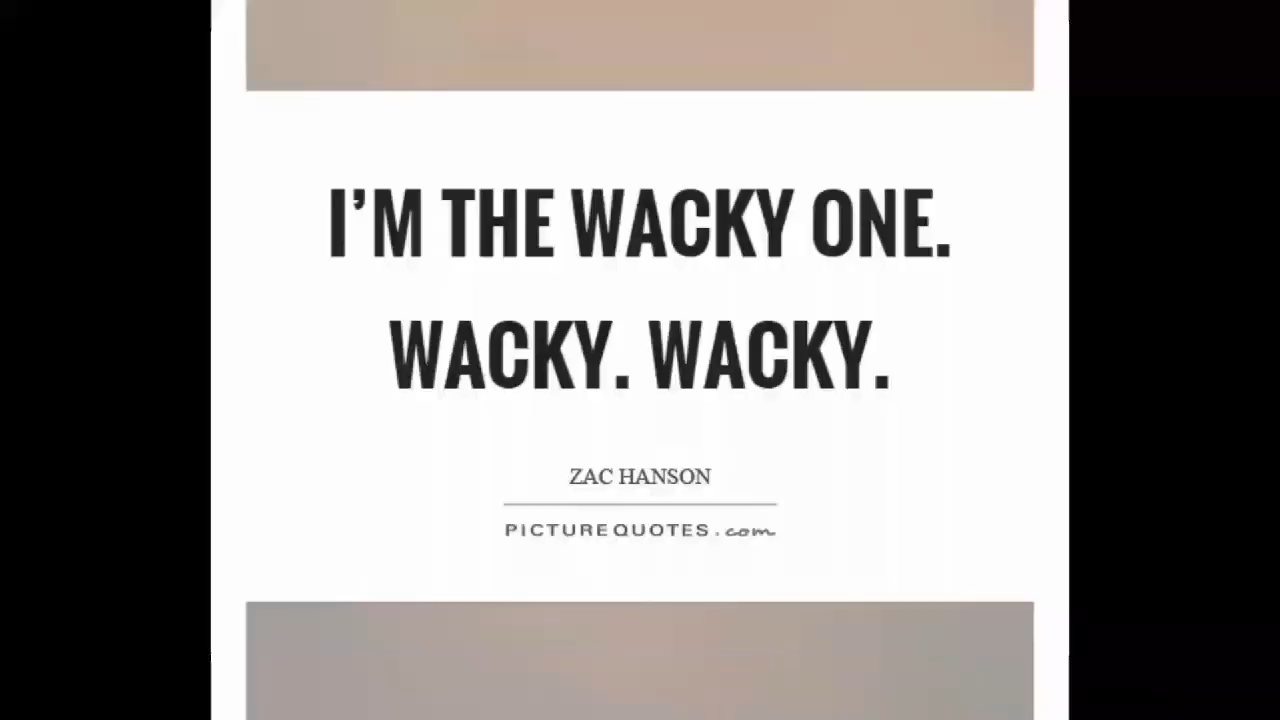 I’M THE WACKY ONE.
WACKY. WACKY.
ZAC HANSON
PICTUREQUOTES.com